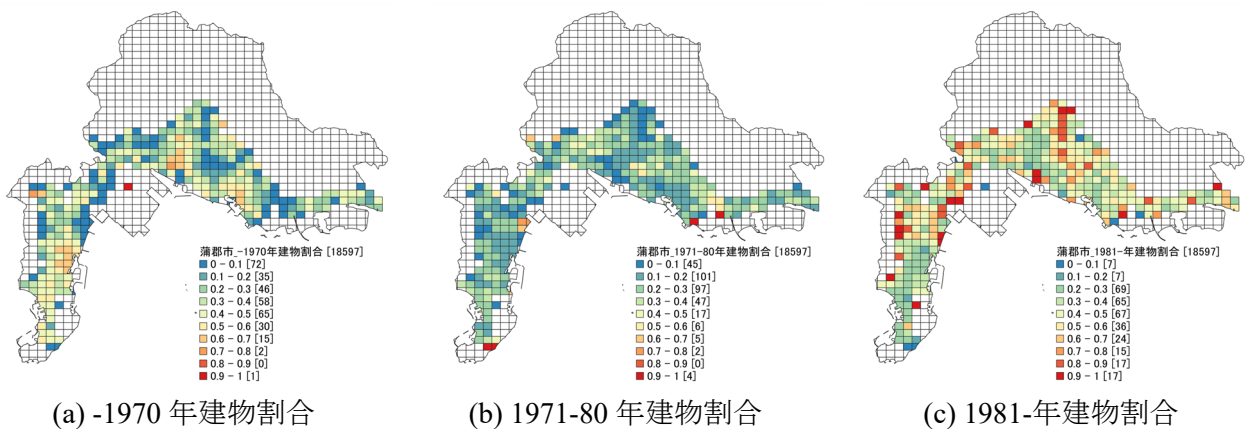 蒲郡市_-1970年建物割合 [18597]
0 - 0.1 [72]
0.1 - 0.2 [35]
0.2 - 0.3 [46]
0.3 - 0.4 [58]
0.4 - 0.5 [65]
0.5 - 0.6 [30]
0.6 - 0.7 [15]
0.7 - 0.8 [2]
0.8 - 0.9 [0]
0.9 - 1 [1]
(a) -1970 年建物割合
蒲郡市_1971-80年建物割合 [18597]
0 - 0.1 [45]
0.1 - 0.2 [101]
0.2 - 0.3 [97]
0.3 - 0.4 [47]
0.4 - 0.5 [17]
0.5 - 0.6 [6]
0.6 - 0.7 [5]
0.7 - 0.8 [2]
0.8 - 0.9 [0]
0.9 - 1 [4]
(b) 1971-80 年建物割合
蒲郡市_1981-年建物割合 [18597]
0 - 0.1 [7]
0.1 - 0.2 [7]
0.2 - 0.3 [69]
0.3 - 0.4 [65]
0.4 - 0.5 [67]
0.5 - 0.6 [36]
0.6 - 0.7 [24]
0.7 - 0.8 [15]
0.8 - 0.9 [17]
0.9 - 1 [17]
(c) 1981-年建物割合